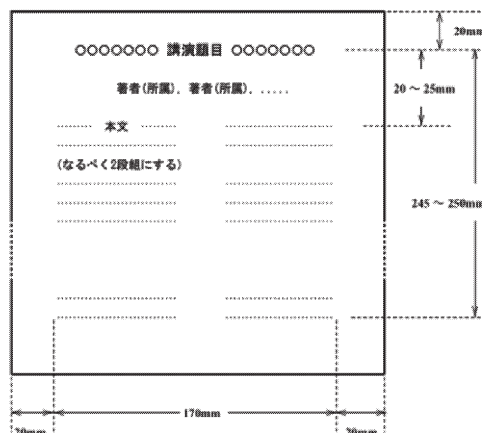 ○○○○○○○ 講演題目 ○○○○○○○
著者(所属)，著者(所属)，.....
本文
(なるべく2段組にする)
20mm
20 ～ 25mm
245 ～ 250mm
170mm
20mm
20mm